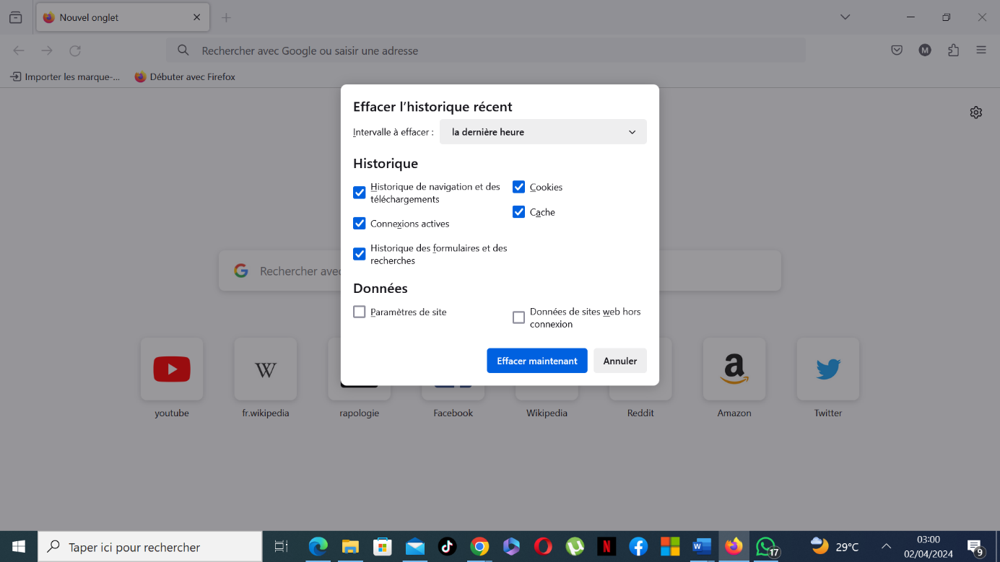 Nouvel onglet
Rechercher avec Google ou saisir une adresse
M
Importer les marque-...
Débuter avec Firefox
Effacer l’historique récent
Intervalle à effacer :
la dernière heure
Historique
Historique de navigation et des
téléchargements
Cookies
Cache
Connexions actives
Historique des formulaires et des
recherches
Rechercher avec
Données
Paramètres de site
Données de sites web hors
connexion
Effacer maintenant
Annuler
W
a
youtube
fr.wikipedia
rapologie
Facebook
Wikipedia
Reddit
Amazon
Twitter
Taper ici pour rechercher
N
W
17
29°C
03:00
02/04/2024
9